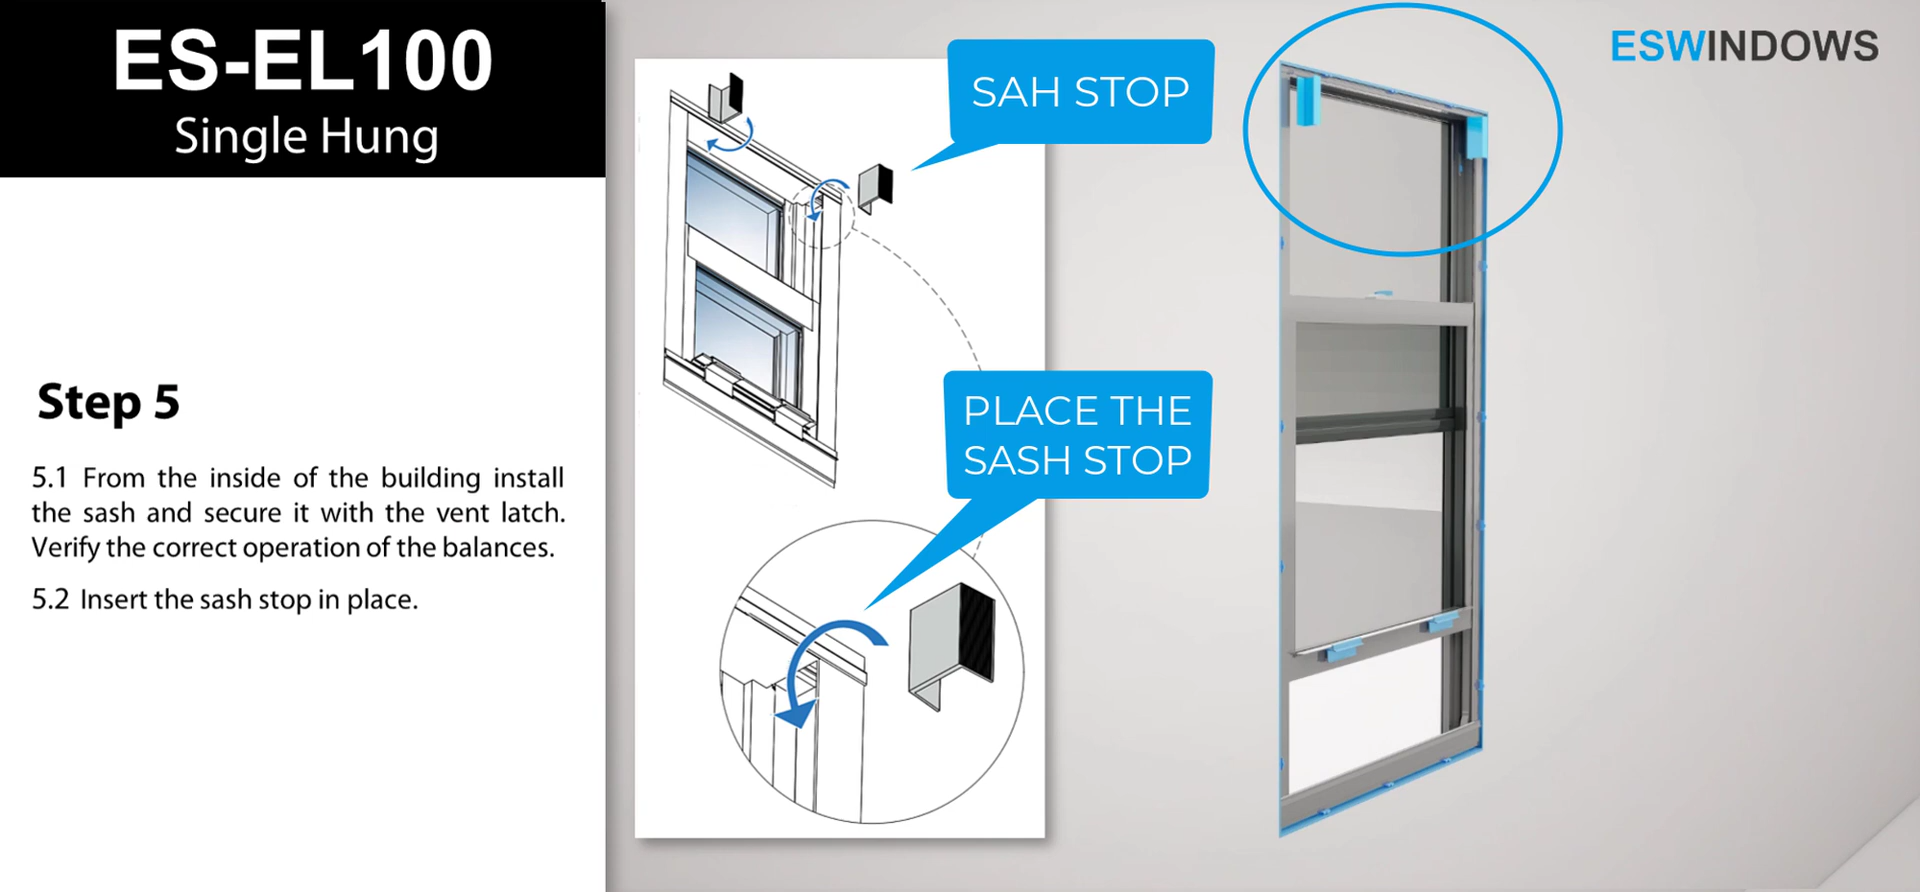 ES-EL100
Single Hung
Step 5
5.1 From the inside of the building install
the sash and secure it with the vent latch.
Verify the correct operation of the balances.
5.2 Insert the sash stop in place.
SAH STOP
PLACE THE
SASH STOP
ESWINDOWS